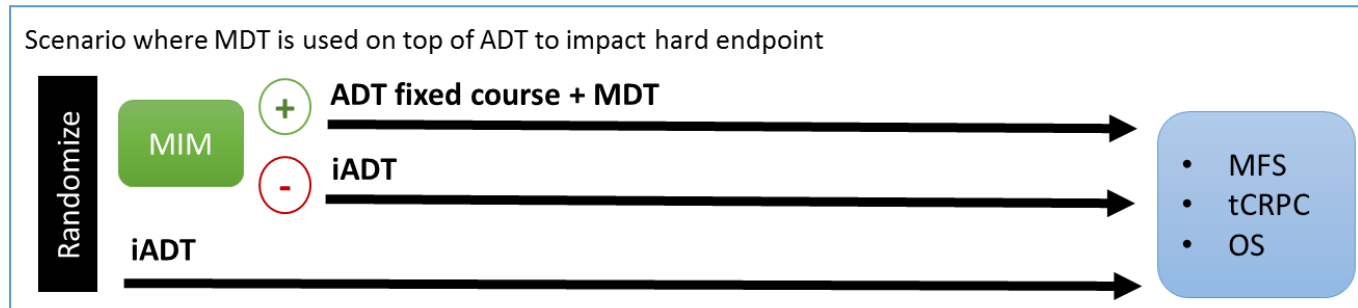 Scenario where MDT is used on top of ADT to impact hard endpoint
Randomize
MIM
+
ADT fixed course + MDT
-
iADT
iADT
• MFS
• tCRPC
• OS